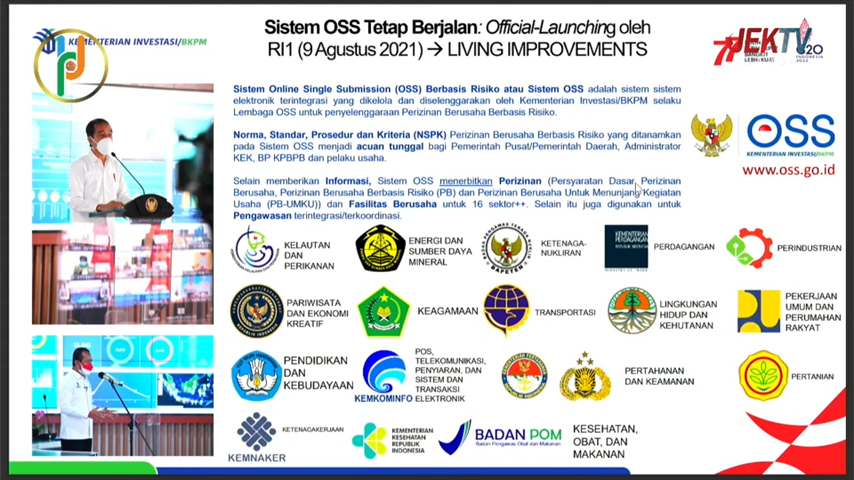 KEMENTERIAN INVESTASI/BKPM
Sistem OSS Tetap Berjalan: Official-Launching oleh
RI1 (9 Agustus 2021) → LIVING IMPROVEMENTS
JEKTV
Sistem Online Single Submission (OSS) Berbasis Risiko atau Sistem OSS adalah sistem sistem
elektronik terintegrasi yang dikelola dan diselenggarakan oleh Kementerian Investasi/BKPM selaku
Lembaga OSS untuk penyelenggaraan Perizinan Berusaha Berbasis Risiko.
Norma, Standar, Prosedur dan Kriteria (NSPK) Perizinan Berusaha Berbasis Risiko yang ditanamkan
pada Sistem OSS menjadi acuan tunggal bagi Pemerintah Pusat/Pemerintah Daerah, Administrator
KEK, BP KPBPB dan pelaku usaha.
Selain memberikan Informasi, Sistem OSS menerbitkan Perizinan (Persyaratan Dasar Perizinan
Berusaha, Perizinan Berusaha Berbasis Risiko (PB) dan Perizinan Berusaha Untuk Menunjang Kegiatan
Usaha (PB-UMKU)) dan Fasilitas Berusaha untuk 16 sektor++. Selain itu juga digunakan untuk
Pengawasan terintegrasi/terkoordinasi.
OSS
KEMENTERIAN INVESTASI/BKPM
www.oss.go.id
KELAUTAN
DAN
PERIKANAN
ENERGI DAN
SUMBER DAYA
MINERAL
BAPETEN
KETENAGA-
NUKLIRAN
KEMENTERIAN
PERDAGANGAN
PERDAGANGAN
PERINDUSTRIAN
PARIWISATA
DAN EKONOMI
KREATIF
KEAGAMAAN
TRANSPORTASI
LINGKUNGAN
HIDUP DAN
KEHUTANAN
PEKERJAAN
UMUM DAN
PERUMAHAN
RAKYAT
PENDIDIKAN
DAN
KEBUDAYAAN
KEMKOMINFO
POS,
TELEKOMUNIKASI,
PENYIARAN, DAN
SISTEM DAN
TRANSAKSI
ELEKTRONIK
PERTAHANAN
DAN KEAMANAN
PERTANIAN
KEMNAKER
KETENAGAKERJAAN
KEMENTERIAN
KESEHATAN
REPUBLIK
INDONESIA
BADAN POM
Badan Pengawas Obat dan Makanan
KESEHATAN,
OBAT, DAN
MAKANAN